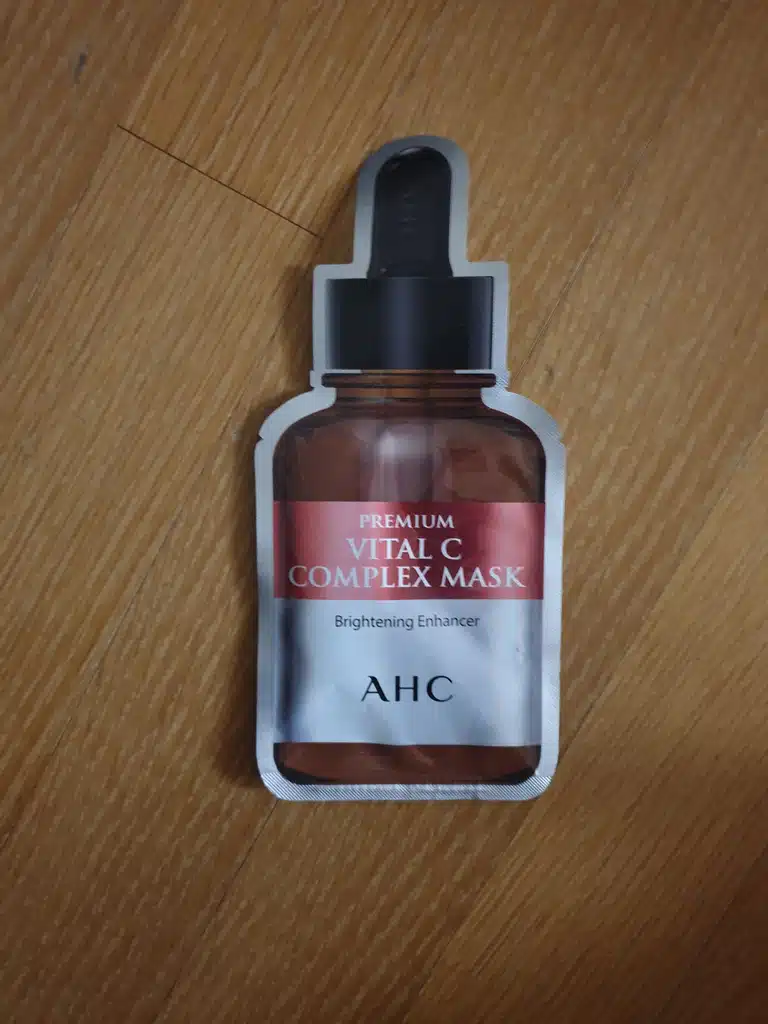 PREMIUM
VITAL C
COMPLEX MASK
Brightening Enhancer
AHC